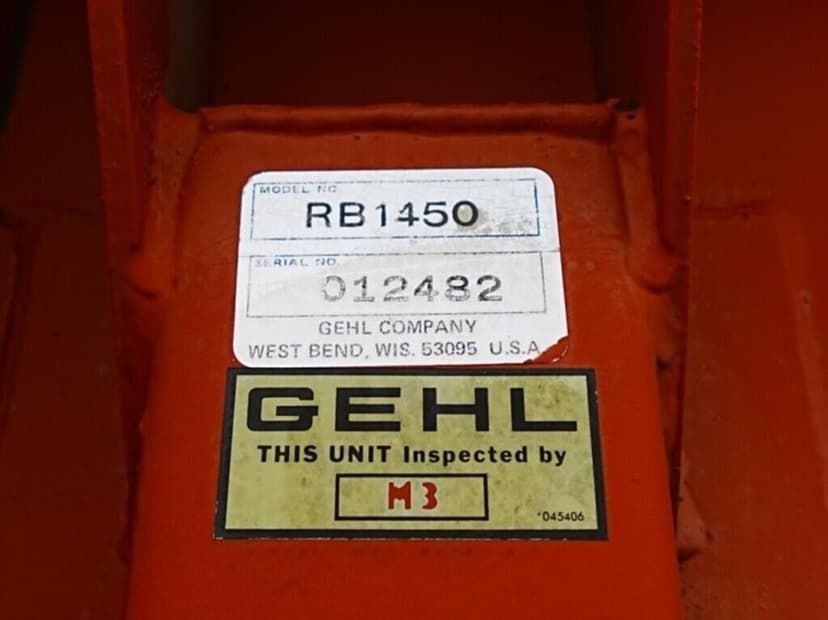 MODEL NO.
RB1450
SERIAL NO.
012482
GEHL COMPANY
WEST BEND, WIS. 53095 U.S.A.
GEHL
THIS UNIT Inspected by
M3
*045406